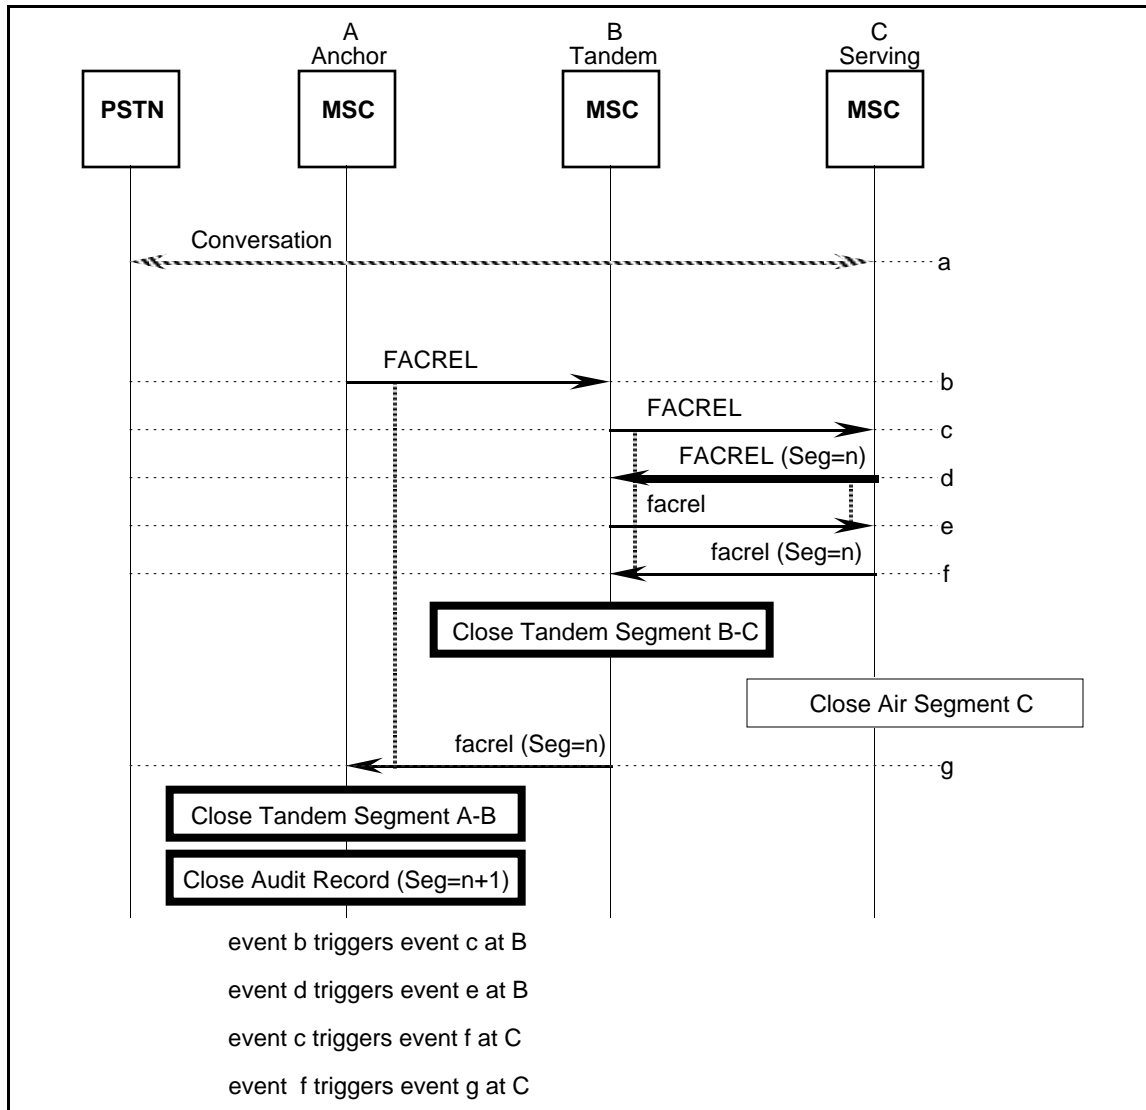 A
Anchor
B
Tandem
C
Serving
PSTN
MSC
MSC
MSC
Conversation
a
FACREL
b
FACREL
c
FACREL (Seg=n)
d
facrel
e
facrel (Seg=n)
f
Close Tandem Segment B-C
Close Air Segment C
facrel (Seg=n)
g
Close Tandem Segment A-B
Close Audit Record (Seg=n+1)
event b triggers event c at B
event d triggers event e at B
event c triggers event f at C
event f triggers event g at C